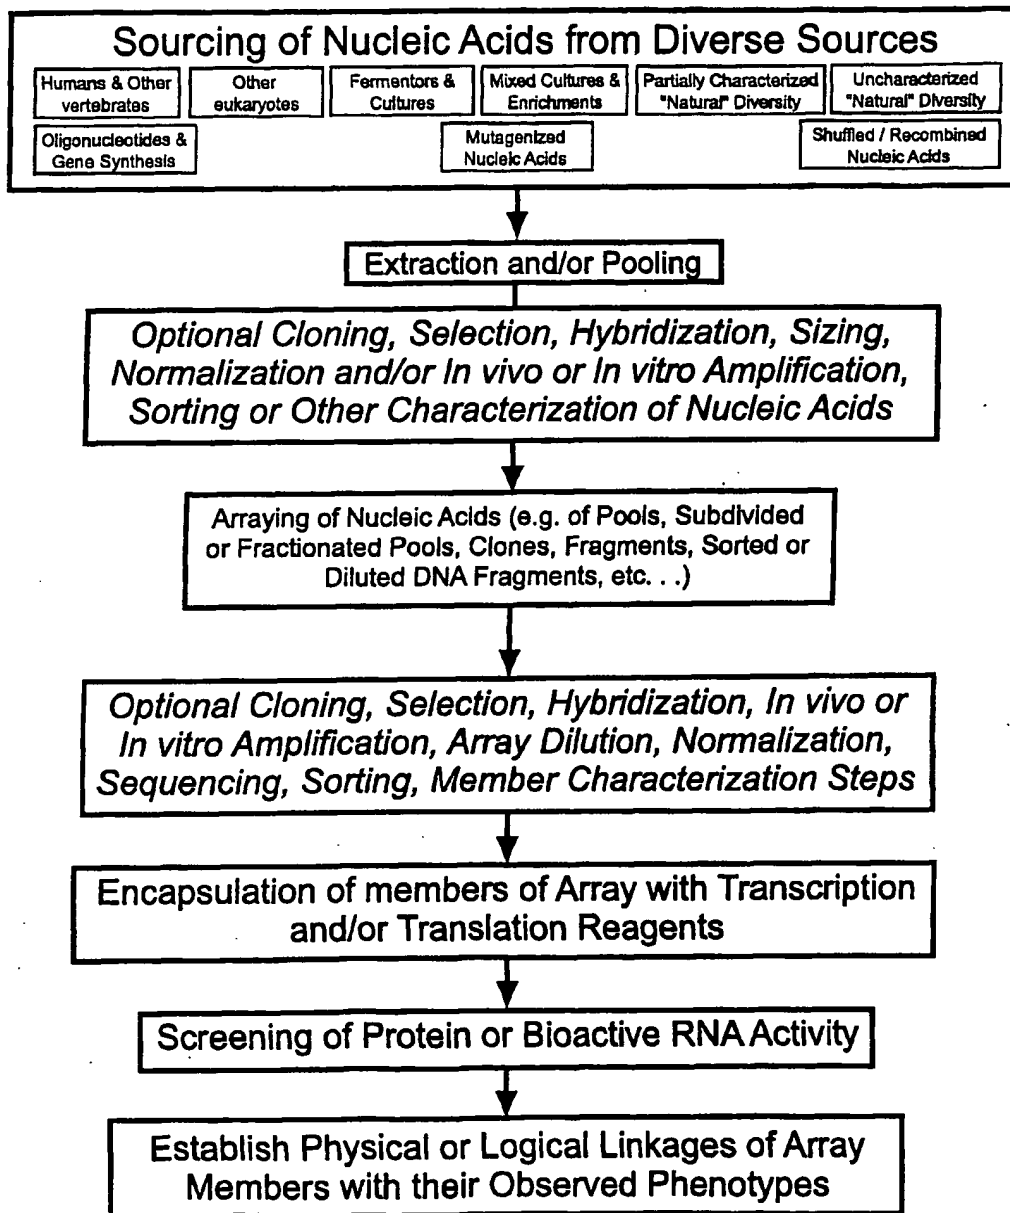 Sourcing of Nucleic Acids from Diverse Sources
Humans & Other
vertebrates
Other
eukaryotes
Fermentors &
Cultures
Mixed Cultures &
Enrichments
Partially Characterized
"Natural" Diversity
Uncharacterized
"Natural" Diversity
Oligonucleotides &
Gene Synthesis
Mutagenized
Nucleic Acids
Shuffled / Recombined
Nucleic Acids
Extraction and/or Pooling
Optional Cloning, Selection, Hybridization, Sizing,
Normalization and/or In vivo or In vitro Amplification,
Sorting or Other Characterization of Nucleic Acids
Arraying of Nucleic Acids (e.g. of Pools, Subdivided
or Fractionated Pools, Clones, Fragments, Sorted or
Diluted DNA Fragments, etc. . .)
Optional Cloning, Selection, Hybridization, In vivo or
In vitro Amplification, Array Dilution, Normalization,
Sequencing, Sorting, Member Characterization Steps
Encapsulation of members of Array with Transcription
and/or Translation Reagents
Screening of Protein or Bioactive RNA Activity
Establish Physical or Logical Linkages of Array
Members with their Observed Phenotypes